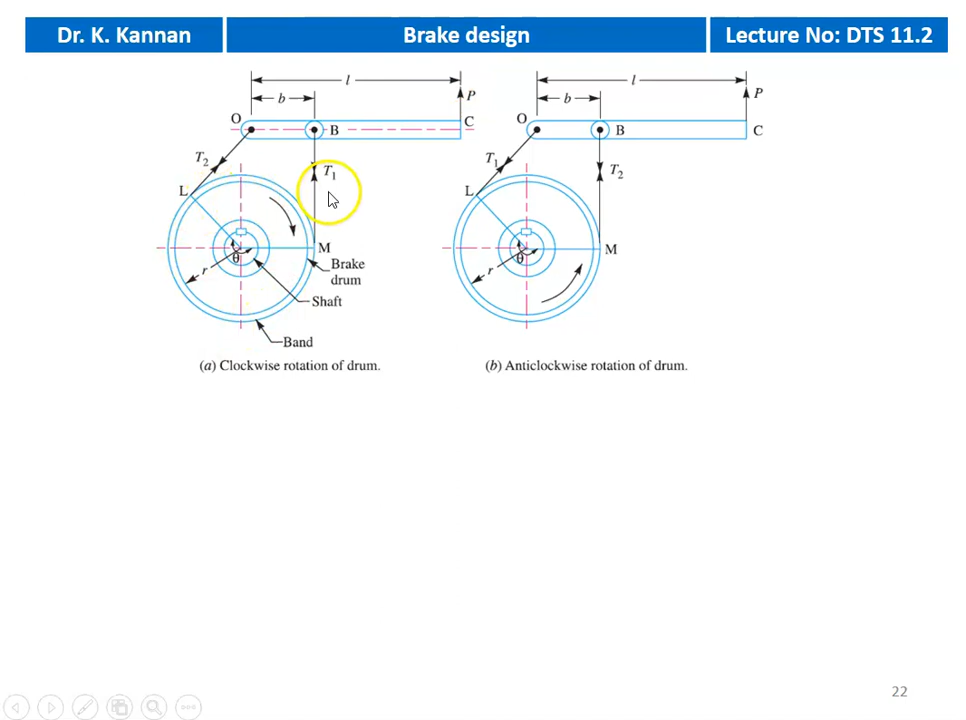 Dr. K. Kannan
Brake design
Lecture No: DTS 11.2
l
b
P
O
B
C
T2
T1
L
M
θ
r
Brake
drum
Shaft
Band
(a) Clockwise rotation of drum.
l
b
P
O
B
C
T1
T2
L
M
θ
r
(b) Anticlockwise rotation of drum.
22